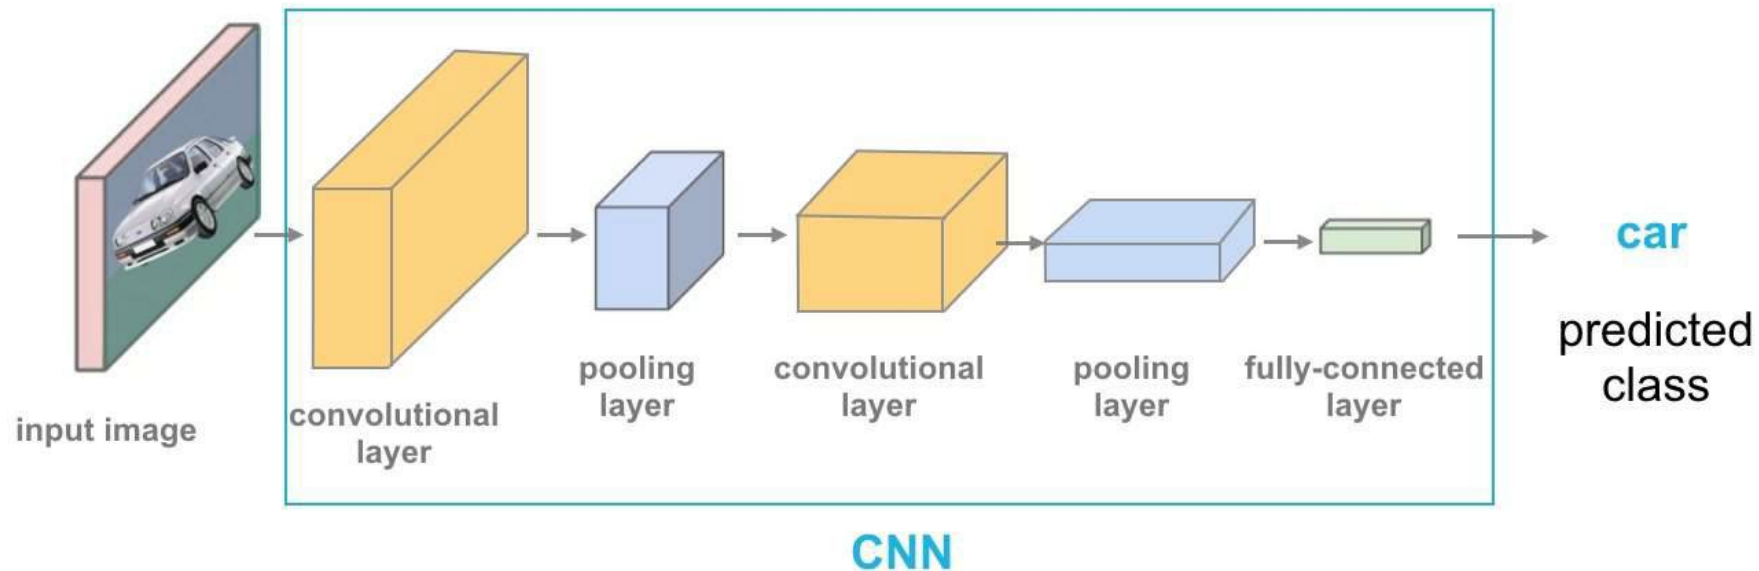 input image
convolutional
layer
pooling
layer
convolutional
layer
pooling
layer
fully-connected
layer
car
predicted
class
CNN